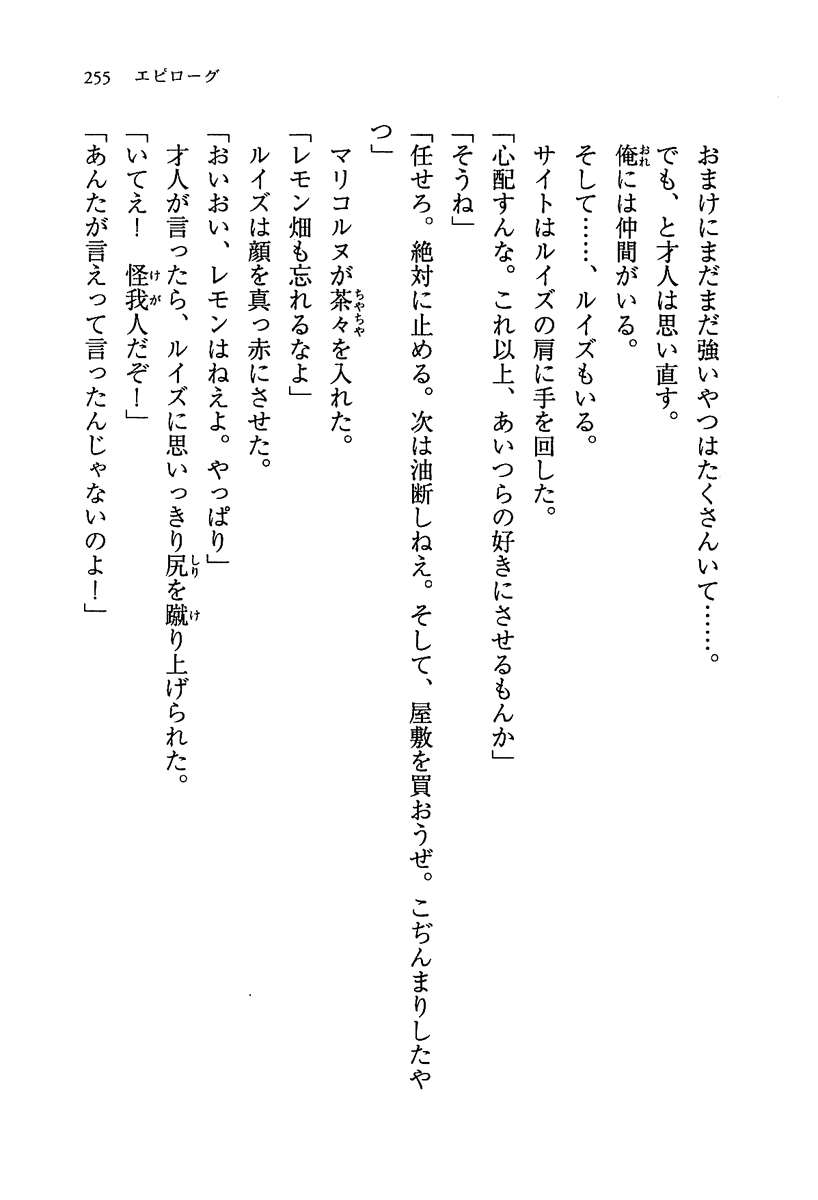 255　エピローグ
おまけにまだまだ強いやつはたくさんいて……。
でも、と才人は思い直す。
俺には仲間がいる。
そして……、ルイズもいる。
サイトはルイズの肩に手を回した。
「心配すんな。これ以上、あいつらの好きにさせるもんか」
「そうね」
「任せろ。絶対に止める。次は油断しねえ。そして、屋敷を買おうぜ。こぢんまりしたや
つ」
マリコルヌが茶々を入れた。
「レモン畑も忘れるなよ」
ルイズは顔を真っ赤にさせた。
「おいおい、レモンはねえよ。やっぱり」
才人が言ったら、ルイズに思いっきり尻を蹴り上げられた。
「いてえ！　怪我人だぞ！」
「あんたが言えって言ったんじゃないのよ！」